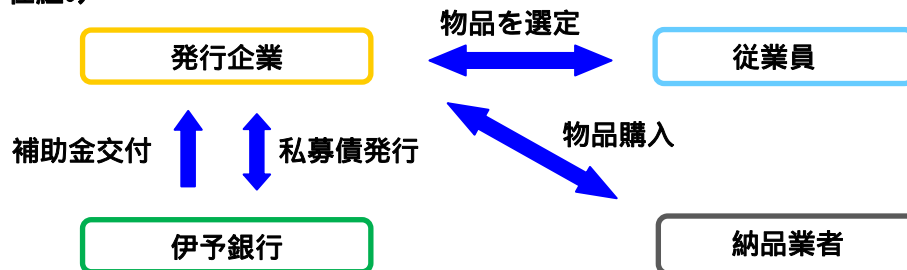 物品を選定
発行企業
従業員
補助金交付
私募債発行
物品購入
伊予銀行
納品業者